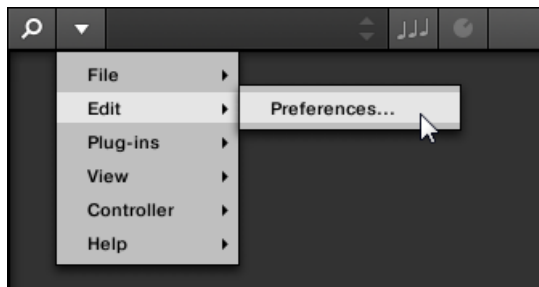 File
Edit
Preferences...
Plug-ins
View
Controller
Help